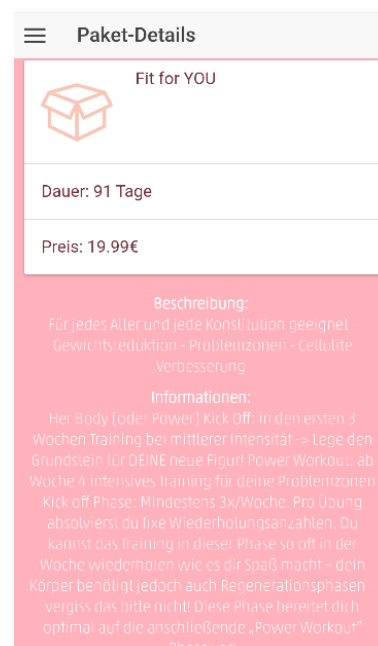 Paket-Details
Fit for YOU
Dauer: 91 Tage
Preis: 19.99€
Beschreibung:
Für jedes Alter und jede Konstitution geeignet
Gewichtsreduktion - Problemzonen - Cellulite
Verbesserung
Informationen:
Her Body (oder Power) Kick Off: in den ersten 3
Wochen Training bei mittlerer Intensität -> Lege den
Grundstein für DEINE neue Figur! Power Workout: ab
Woche 4 intensives Training für deine Problemzonen
Kick off Phase: Mindestens 3x/Woche. Pro Übung
absolvierst du fixe Wiederholungsanzahlen. Du
kannst das Training in dieser Phase so oft in der
Woche wiederholen wie es dir Spaß macht - dein
Körper benötigt jedoch auch Regenerationsphasen
vergiss das bitte nicht! Diese Phase bereitet dich
optimal auf die anschließende „Power Workout"